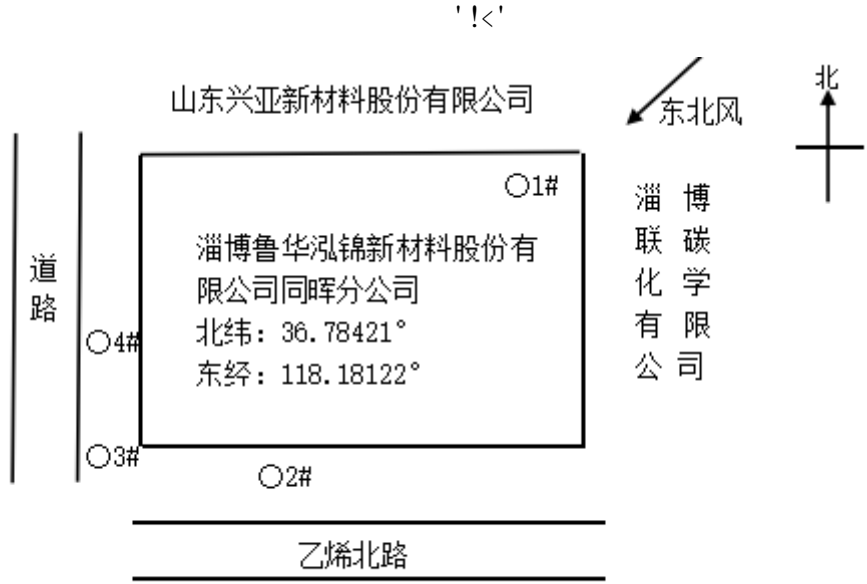 ' !<'
山东兴亚新材料股份有限公司
北
东北风
○1#
淄博鲁华泓锦新材料股份有
限公司同晖分公司
北纬：36.78421°
东经：118.18122°
淄 博
联 碳
化 学
有 限
公 司
道
路
○4#
○3#
○2#
乙烯北路